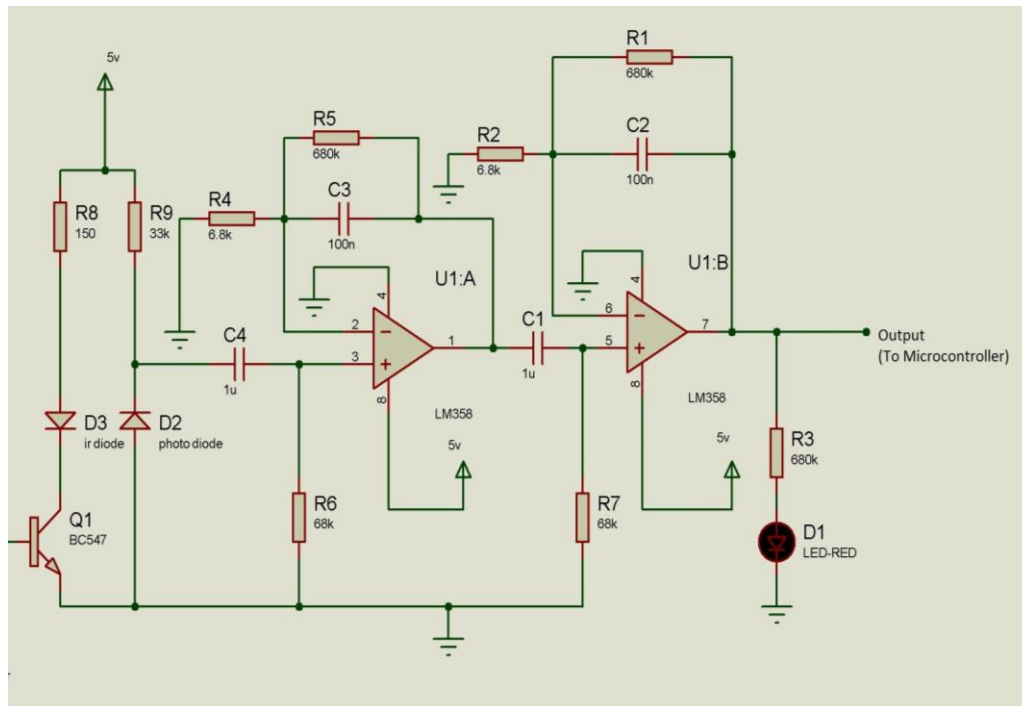 5v
R8
150
R9
33k
D3
ir diode
D2
photo diode
Q1
BC547
R4
6.8k
R5
680k
C3
100n
C4
1u
R6
68k
U1:A
4
2
3
1
8
LM358
5v
C1
1u
R7
68k
R2
6.8k
R1
680k
C2
100n
U1:B
4
6
5
7
8
LM358
5v
Output
(To Microcontroller)
R3
680k
D1
LED-RED